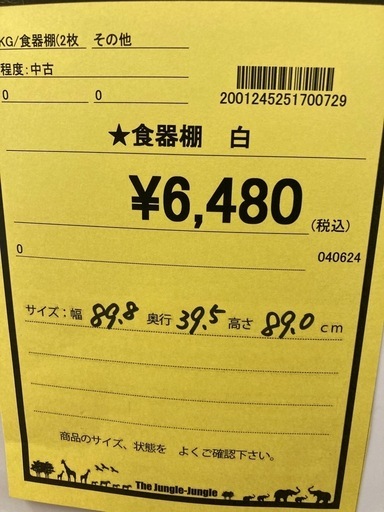 KG/食器棚(2枚 その他
程度:中古
0 0
2001245251700729
★食器棚 白
¥6,480 (税込)
0 040624
サイズ:幅 89.8 奥行 39.5 高さ 89.0 cm
商品のサイズ、状態を よくご確認下さい。
The Jungle-Jungle